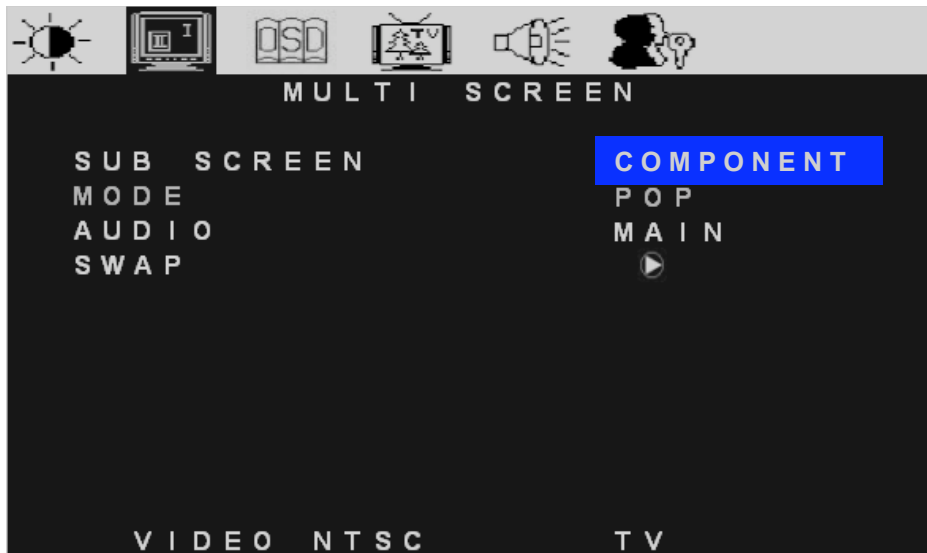 OSD
TV
MULTI SCREEN
SUB SCREEN COMPONENT
MODE POP
AUDIO MAIN
SWAP
VIDEO NTSC TV